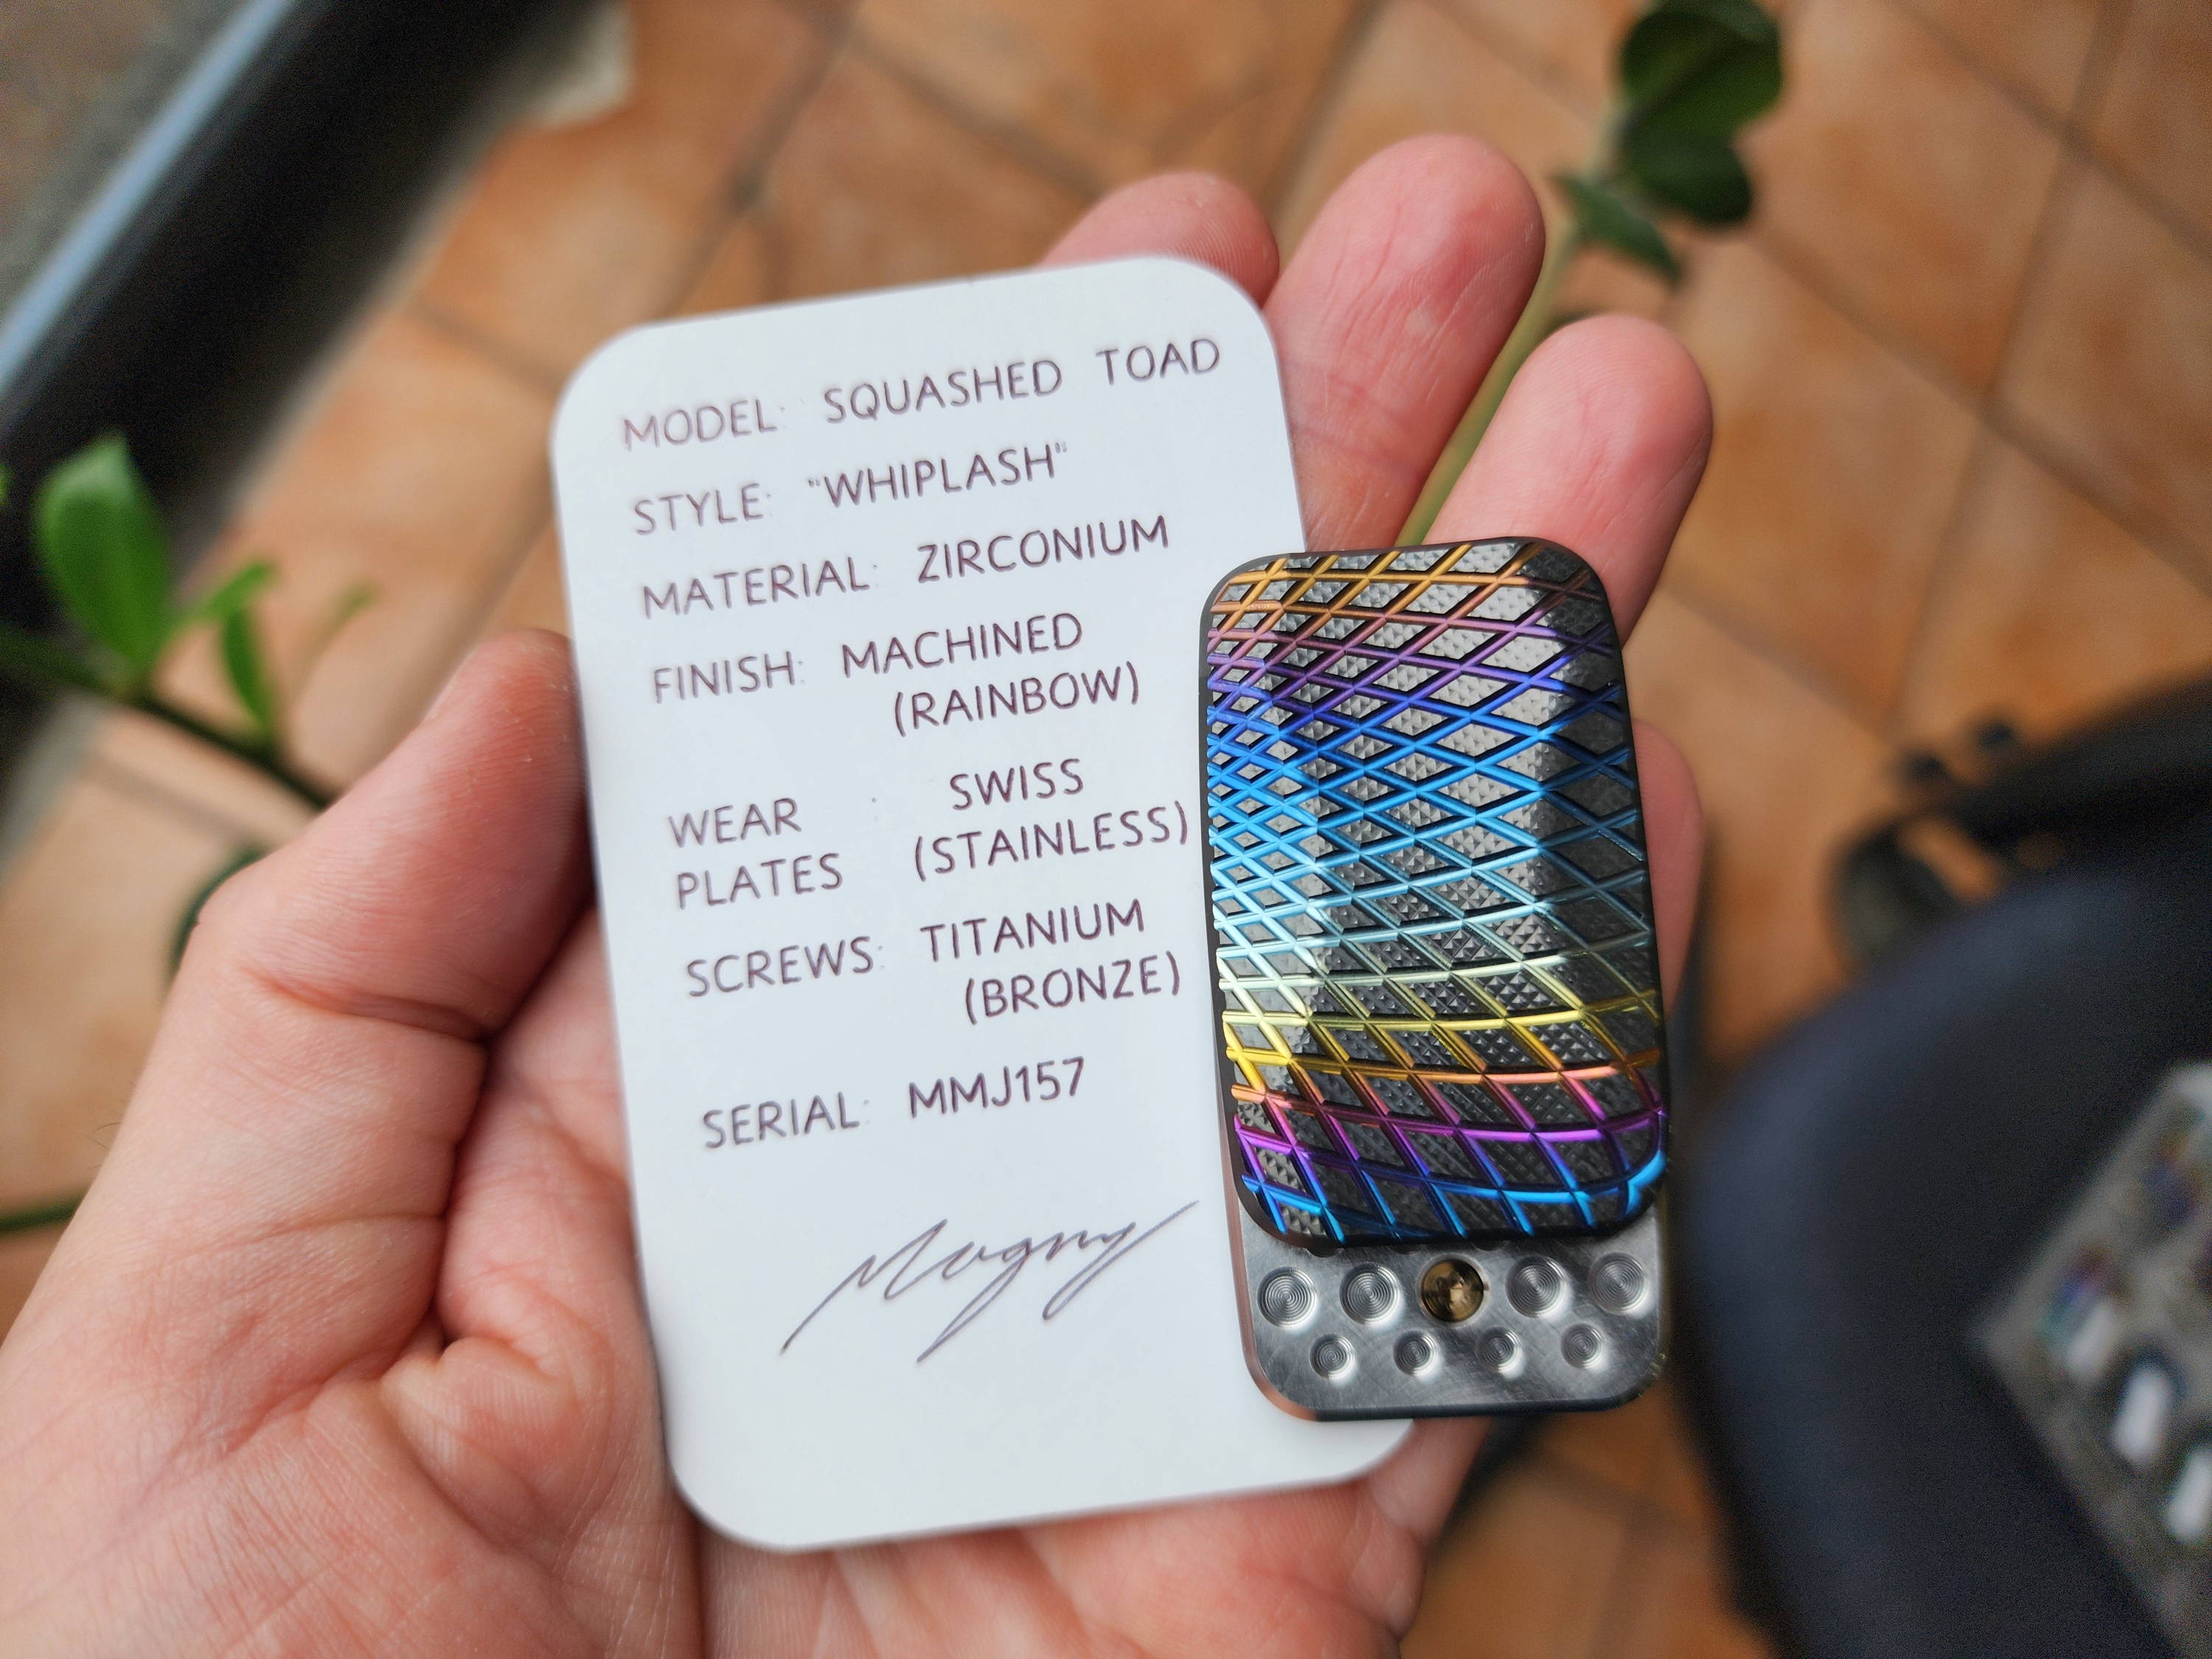 MODEL: SQUASHED TOAD
STYLE: "WHIPLASH"
MATERIAL: ZIRCONIUM
FINISH: MACHINED
(RAINBOW)
WEAR : SWISS
PLATES (STAINLESS)
SCREWS: TITANIUM
(BRONZE)
SERIAL: MMJ157
Magny